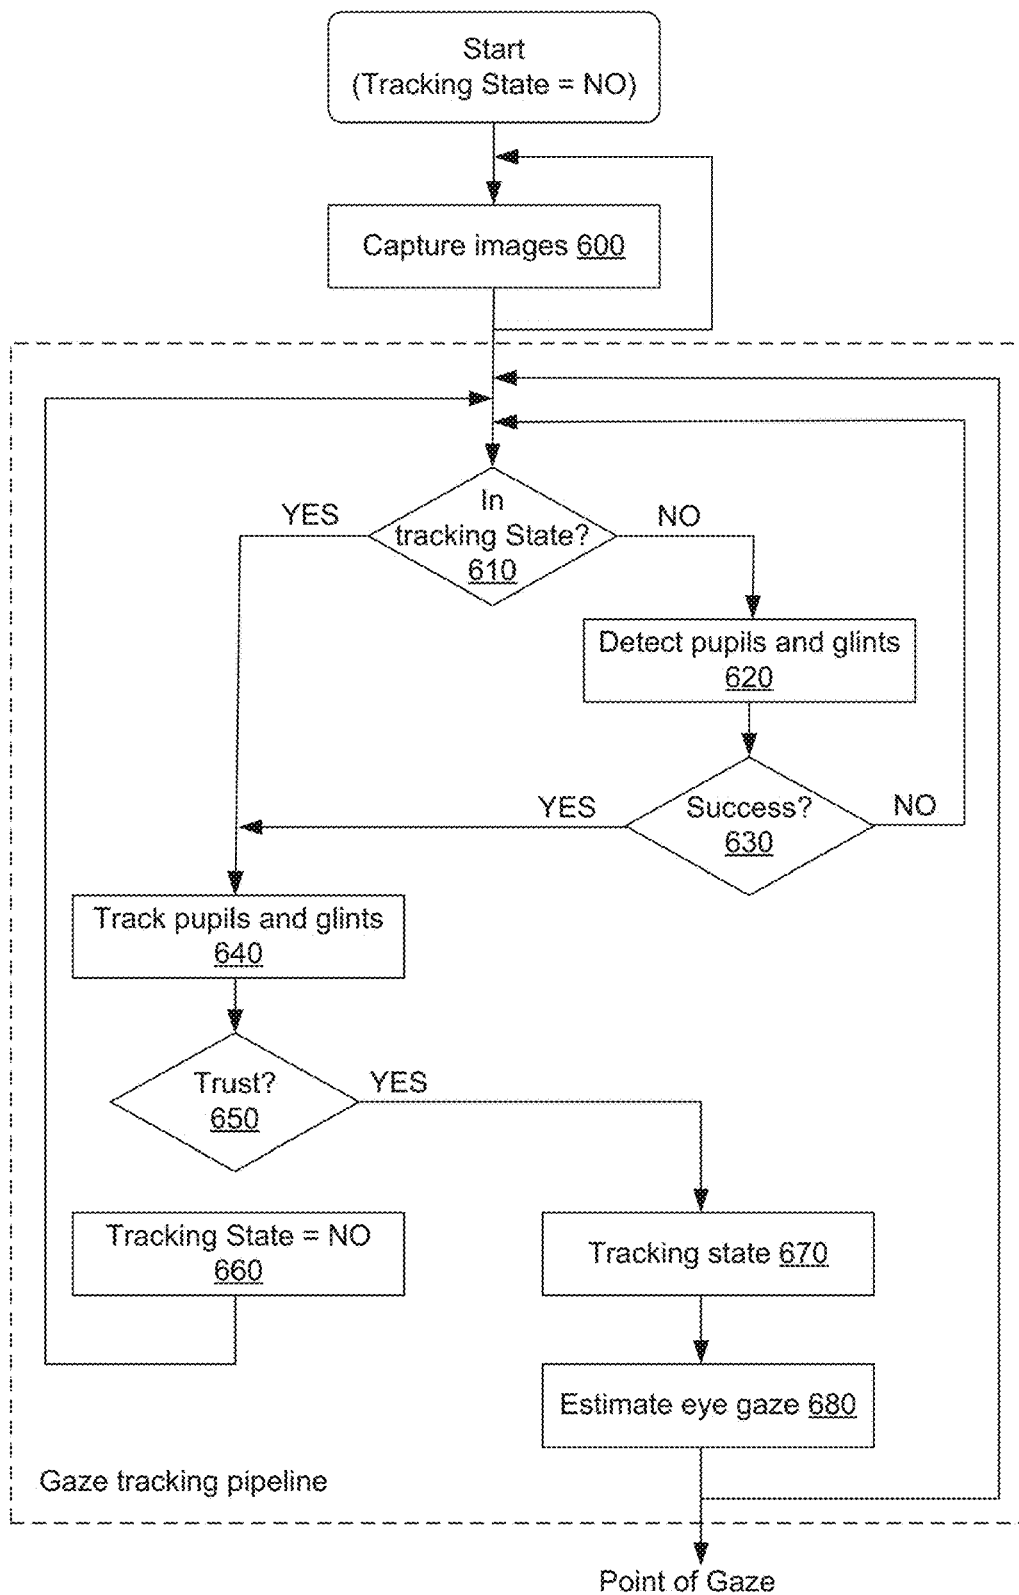 Start
(Tracking State = NO)
Capture images 600
In
tracking State?
610
YES
NO
Detect pupils and glints
620
Success?
630
YES
NO
Track pupils and glints
640
Trust?
650
YES
Tracking State = NO
660
Tracking state 670
Estimate eye gaze 680
Gaze tracking pipeline
Point of Gaze